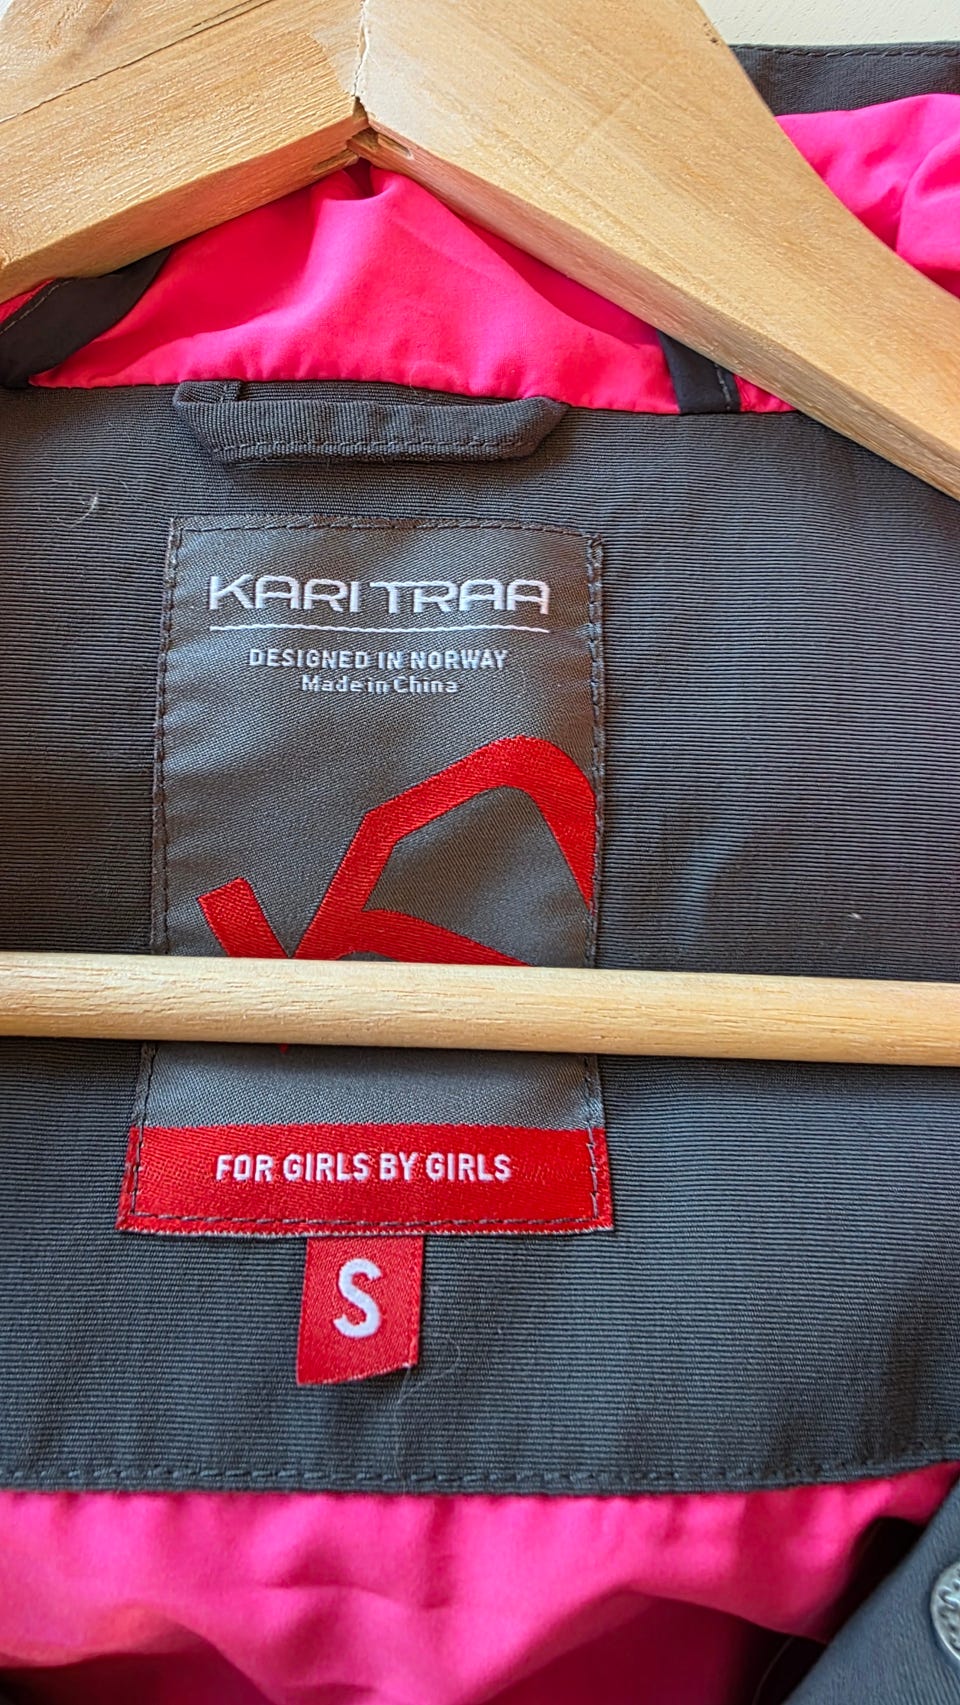 KARI TRAA
DESIGNED IN NORWAY
Made in China
FOR GIRLS BY GIRLS
S